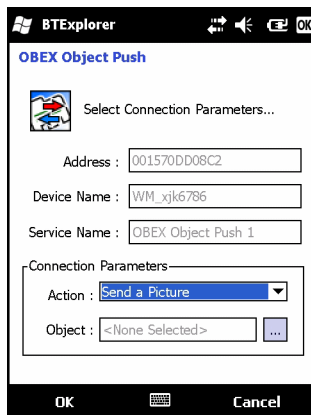 BTExplorer OK
OBEX Object Push
Select Connection Parameters...
Address : 001570DD08C2
Device Name : WM_xjk6786
Service Name : OBEX Object Push 1
Connection Parameters
Action : Send a Picture
Object : <None Selected> ...
OK Cancel